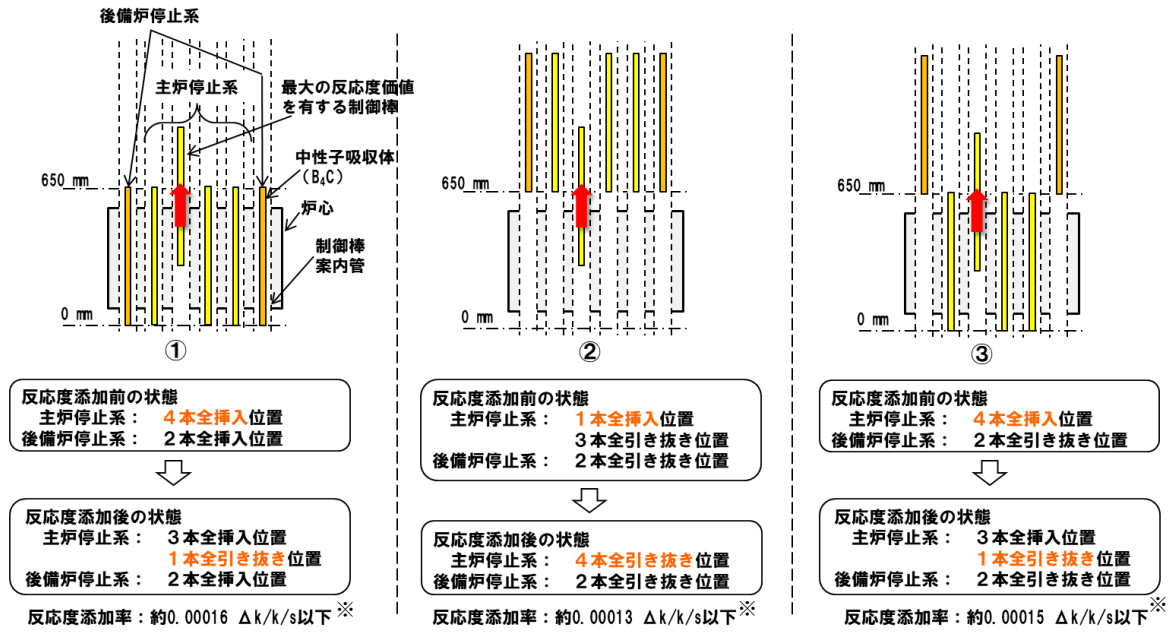 後備炉停止系
主炉停止系
最大の反応度価値
を有する制御棒
中性子吸収体
(B₄C)
650 mm
炉心
制御棒
案内管
0 mm
①
反応度添加前の状態
主炉停止系： 4本全挿入位置
後備炉停止系： 2本全挿入位置
反応度添加後の状態
主炉停止系： 3本全挿入位置
1本全引き抜き位置
後備炉停止系： 2本全挿入位置
反応度添加率：約0.00016 Δk/k/s以下※
650 mm
0 mm
②
反応度添加前の状態
主炉停止系： 1本全挿入位置
3本全引き抜き位置
後備炉停止系： 2本全引き抜き位置
反応度添加後の状態
主炉停止系： 4本全引き抜き位置
後備炉停止系： 2本全引き抜き位置
反応度添加率：約0.00013 Δk/k/s以下※
650 mm
0 mm
③
反応度添加前の状態
主炉停止系： 4本全挿入位置
後備炉停止系： 2本全引き抜き位置
反応度添加後の状態
主炉停止系： 3本全挿入位置
1本全引き抜き位置
後備炉停止系： 2本全引き抜き位置
反応度添加率：約0.00015 Δk/k/s以下※